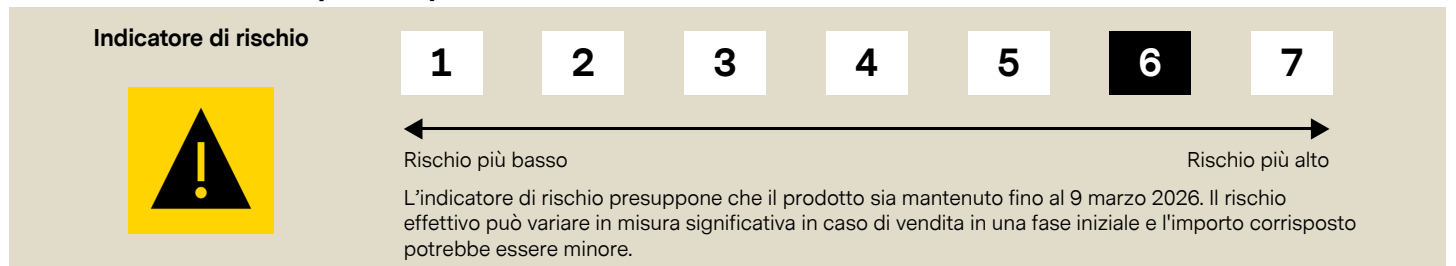 Indicatore di rischio
1 2 3 4 5 6 7
Rischio più basso Rischio più alto
L'indicatore di rischio presuppone che il prodotto sia mantenuto fino al 9 marzo 2026. Il rischio
effettivo può variare in misura significativa in caso di vendita in una fase iniziale e l'importo corrisposto
potrebbe essere minore.